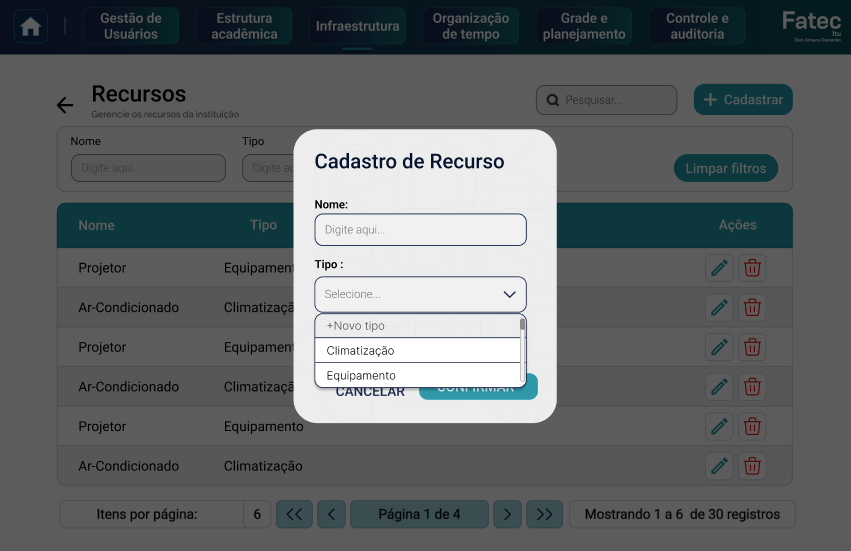 Gestão de Usuários
Estrutura acadêmica
Infraestrutura
Organização de tempo
Grade e planejamento
Controle e auditoria
Fatec
Itu
Dom Amaury Castanho
Recursos
Gerencie os recursos da instituição
Pesquisar...
+ Cadastrar
Nome
Tipo
Digite aqui...
Digite aq
Limpar filtros
Nome
Tipo
Ações
Projetor
Equipamen
Ar-Condicionado
Climatizaçã
Projetor
Equipamen
Ar-Condicionado
Climatizaçã
Projetor
Equipamento
Ar-Condicionado
Climatização
Itens por página:
6
<<
<
Página 1 de 4
>
>>
Mostrando 1 a 6 de 30 registros
Cadastro de Recurso
Nome:
Digite aqui...
Tipo :
Selecione...
+Novo tipo
Climatização
Equipamento
CANCELAR
CONFIRMAR